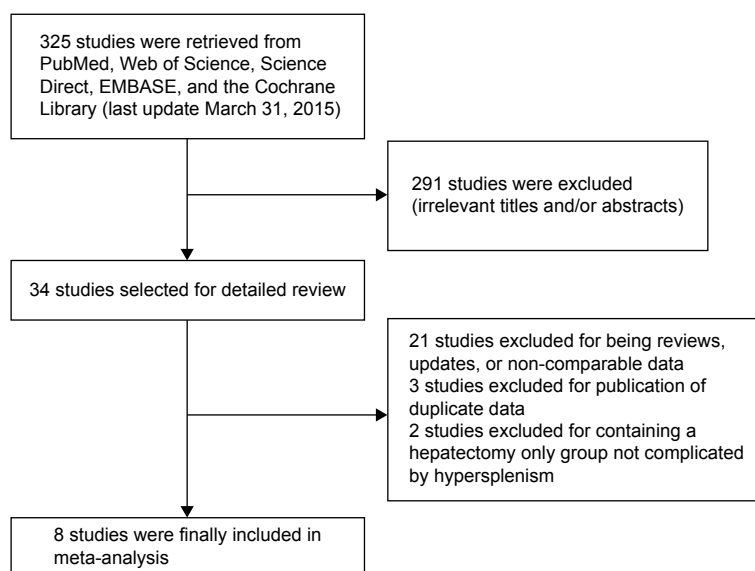 325 studies were retrieved from
PubMed, Web of Science, Science
Direct, EMBASE, and the Cochrane
Library (last update March 31, 2015)
291 studies were excluded
(irrelevant titles and/or abstracts)
34 studies selected for detailed review
21 studies excluded for being reviews,
updates, or non-comparable data
3 studies excluded for publication of
duplicate data
2 studies excluded for containing a
hepatectomy only group not complicated
by hypersplenism
8 studies were finally included in
meta-analysis